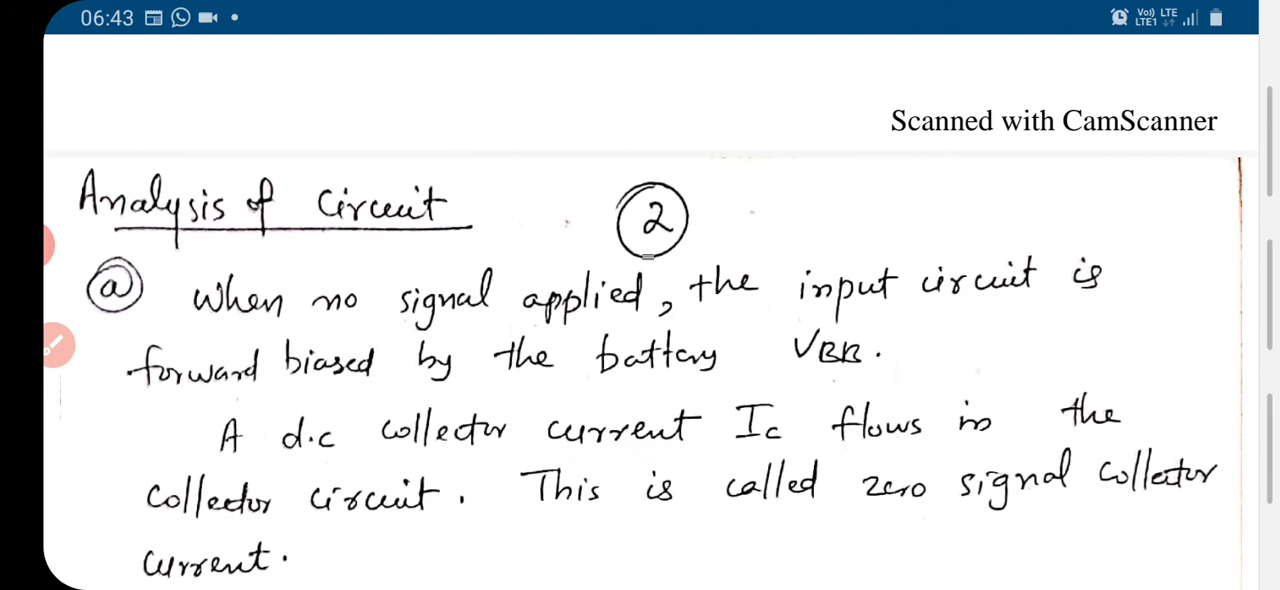 06:43
Vo)) LTE
LTE1
Scanned with CamScanner
Analysis of Circuit
2
a When no signal applied, the input circuit is
forward biased by the battery VBB.
A d.c collector current Ic flows in the
collector circuit. This is called zero signal collector
current.